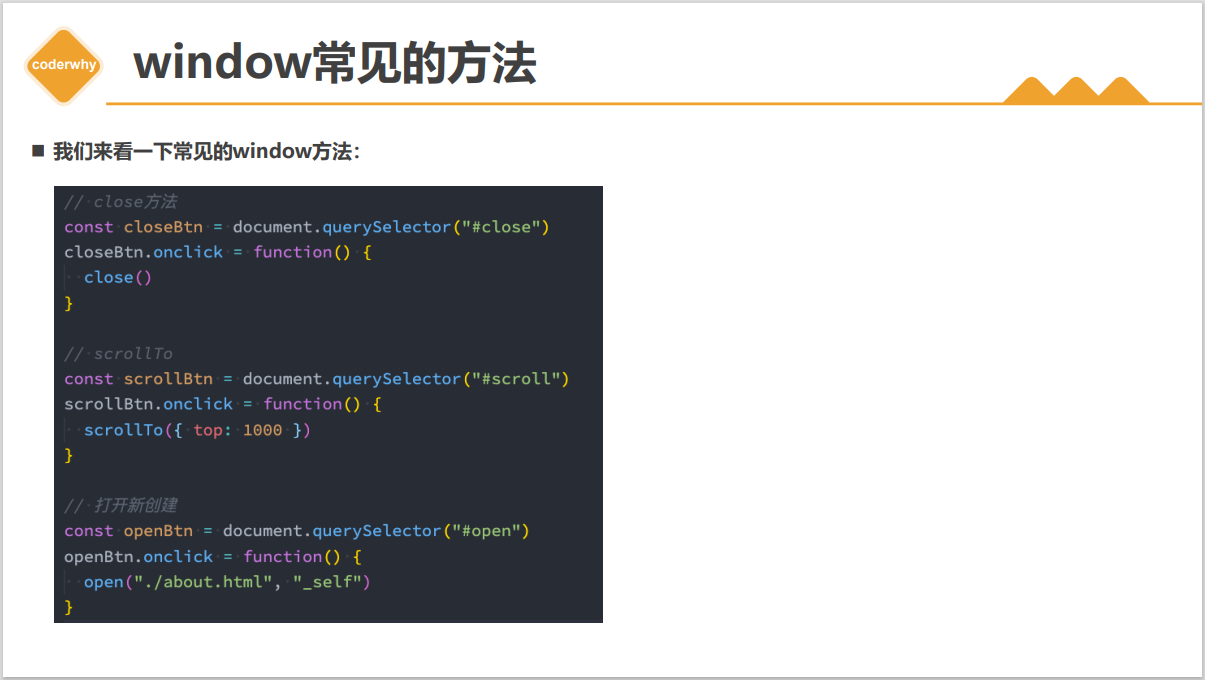 coderwhy
window常见的方法
我们来看一下常见的window方法：
// close方法
const closeBtn = document.querySelector("#close")
closeBtn.onclick = function() {
  close()
}
// scrollTo
const scrollBtn = document.querySelector("#scroll")
scrollBtn.onclick = function() {
  scrollTo({ top: 1000 })
}
// 打开新创建
const openBtn = document.querySelector("#open")
openBtn.onclick = function() {
  open("./about.html", "_self")
}